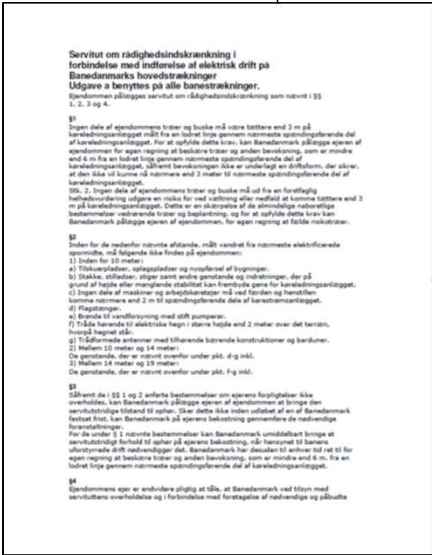 Servitut om rådighedsindskrænkning i
forbindelse med indførelse af elektrisk drift på
Banedanmarks hovedstrækninger
Udgave a benyttes på alle banestrækninger.
Ejendommen pålægges servitut om rådighedsindskrænkning som nævnt i §§
1, 2, 3 og 4.
§1
Ingen dele af ejendommens træer og buske må være tættere end 3 m på
køreledningsanlægget målt fra en lodret linje gennem nærmeste spændingsførende del
af køreledningsanlægget. For at opfylde dette krav, kan Banedanmark pålægge ejeren af
ejendommen for egen regning at beskære træer og anden bevoksning, som er mindre
end 6 m fra en lodret linje gennem nærmeste spændingsførende del af
køreledningsanlægget, såfremt bevoksningen ikke er underlagt en driftsform, der sikrer,
at den ikke vil kunne nå nærmere end 3 meter til nærmeste spændingsførende del af
køreledningsanlægget.
Stk. 2. Ingen dele af ejendommens træer og buske må ud fra en forstfaglig
helhedsvurdering udgøre en risiko for ved væltning eller nedfald at komme tættere end 3
m på køreledningsanlægget. Dette er en skærpelse af de almindelige naboretlige
bestemmelser vedrørende træer og beplantning, og for at opfylde dette krav kan
Banedanmark pålægge ejeren af ejendommen, for egen regning at fælde risikotræer.
§2
Inden for de nedenfor nævnte afstande, målt vandret fra nærmeste elektrificerede
spormidte, må følgende ikke findes på ejendommen:
1) Inden for 10 meter:
a) Tilskuerpladser, oplagspladser og nyopførsel af bygninger.
b) Stakke, stilladser, stiger samt andre genstande og indretninger, der på
grund af højde eller manglende stabilitet kan frembyde gene for køreledningsanlægget.
c) Ingen dele af maskiner og arbejdskøretøjer må ved færden og henstillen
komme nærmere end 2 m til spændingsførende dele af kørestrømsanlægget.
d) Flagstænger.
e) Brønde til vandforsyning med stift pumperør.
f) Tråde hørende til elektriske hegn i større højde end 2 meter over det terræn,
hvorpå hegnet står.
g) Trådformede antenner med tilhørende bærende konstruktioner og barduner.
2) Mellem 10 meter og 14 meter:
De genstande, der er nævnt ovenfor under pkt. d-g inkl.
3) Mellem 14 meter og 19 meter:
De genstande, der er nævnt ovenfor under pkt. f-g inkl.
§3
Såfremt de i §§ 1 og 2 anførte bestemmelser om ejerens forpligtelser ikke
overholdes, kan Banedanmark pålægge ejeren af ejendommen at bringe den
servitutstridige tilstand til ophør. Sker dette ikke inden udløbet af en af Banedanmark
fastsat frist, kan Banedanmark på ejerens bekostning gennemføre de nødvendige
foranstaltninger.
For de under § 1 nævnte bestemmelser kan Banedanmark umiddelbart bringe et
servitutstridigt forhold til ophør på ejerens bekostning, når hensynet til banens
uforstyrrede drift nødvendiggør det. Banedanmark har desuden til enhver tid ret til for
egen regning at beskære træer og anden bevoksning, som er mindre end 6 m. fra en
lodret linje gennem nærmeste spændingsførende del af køreledningsanlægget.
§4
Ejendommens ejer er endvidere pligtig at tåle, at Banedanmark ved tilsyn med
servituttens overholdelse og i forbindelse med foretagelse af nødvendige og påbudte